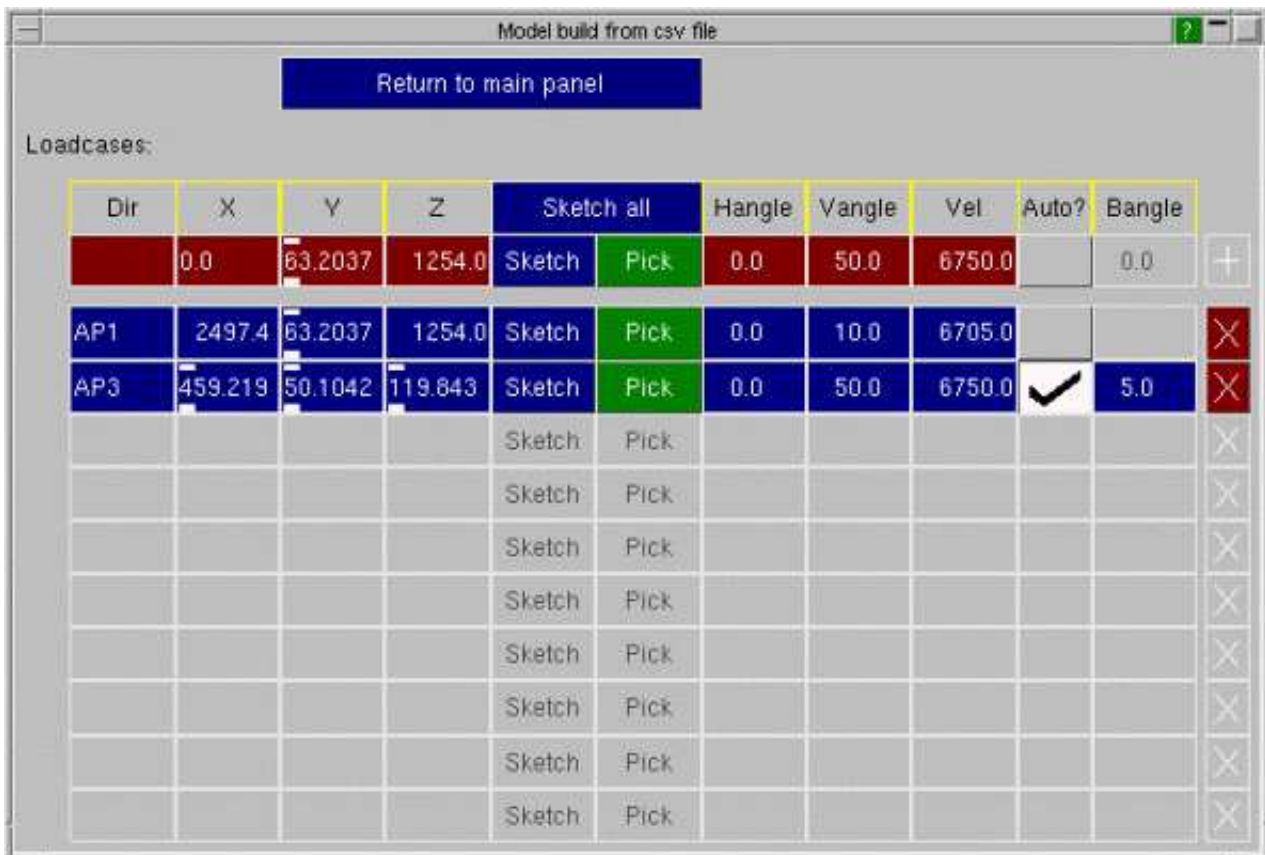 Model build from csv file ?
Return to main panel
Loadcases:
Dir X Y Z Sketch all Hangle Vangle Vel Auto? Bangle
0.0 63.2037 1254.0 Sketch Pick 0.0 50.0 6750.0 0.0 +
AP1 2497.4 63.2037 1254.0 Sketch Pick 0.0 10.0 6705.0 X
AP3 459.219 50.1042 119.843 Sketch Pick 0.0 50.0 6750.0 5.0 X
Sketch Pick X
Sketch Pick X
Sketch Pick X
Sketch Pick X
Sketch Pick X
Sketch Pick X
Sketch Pick X
Sketch Pick X